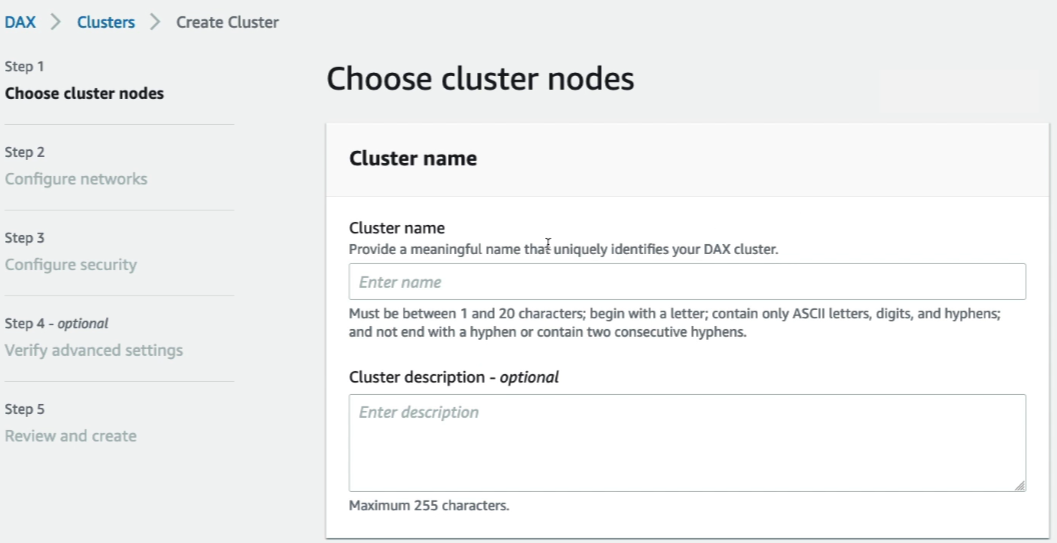 DAX > Clusters > Create Cluster
Step 1
Choose cluster nodes
Step 2
Configure networks
Step 3
Configure security
Step 4 - optional
Verify advanced settings
Step 5
Review and create
Choose cluster nodes
Cluster name
Cluster name
Provide a meaningful name that uniquely identifies your DAX cluster.
Enter name
Must be between 1 and 20 characters; begin with a letter; contain only ASCII letters, digits, and hyphens;
and not end with a hyphen or contain two consecutive hyphens.
Cluster description - optional
Enter description
Maximum 255 characters.